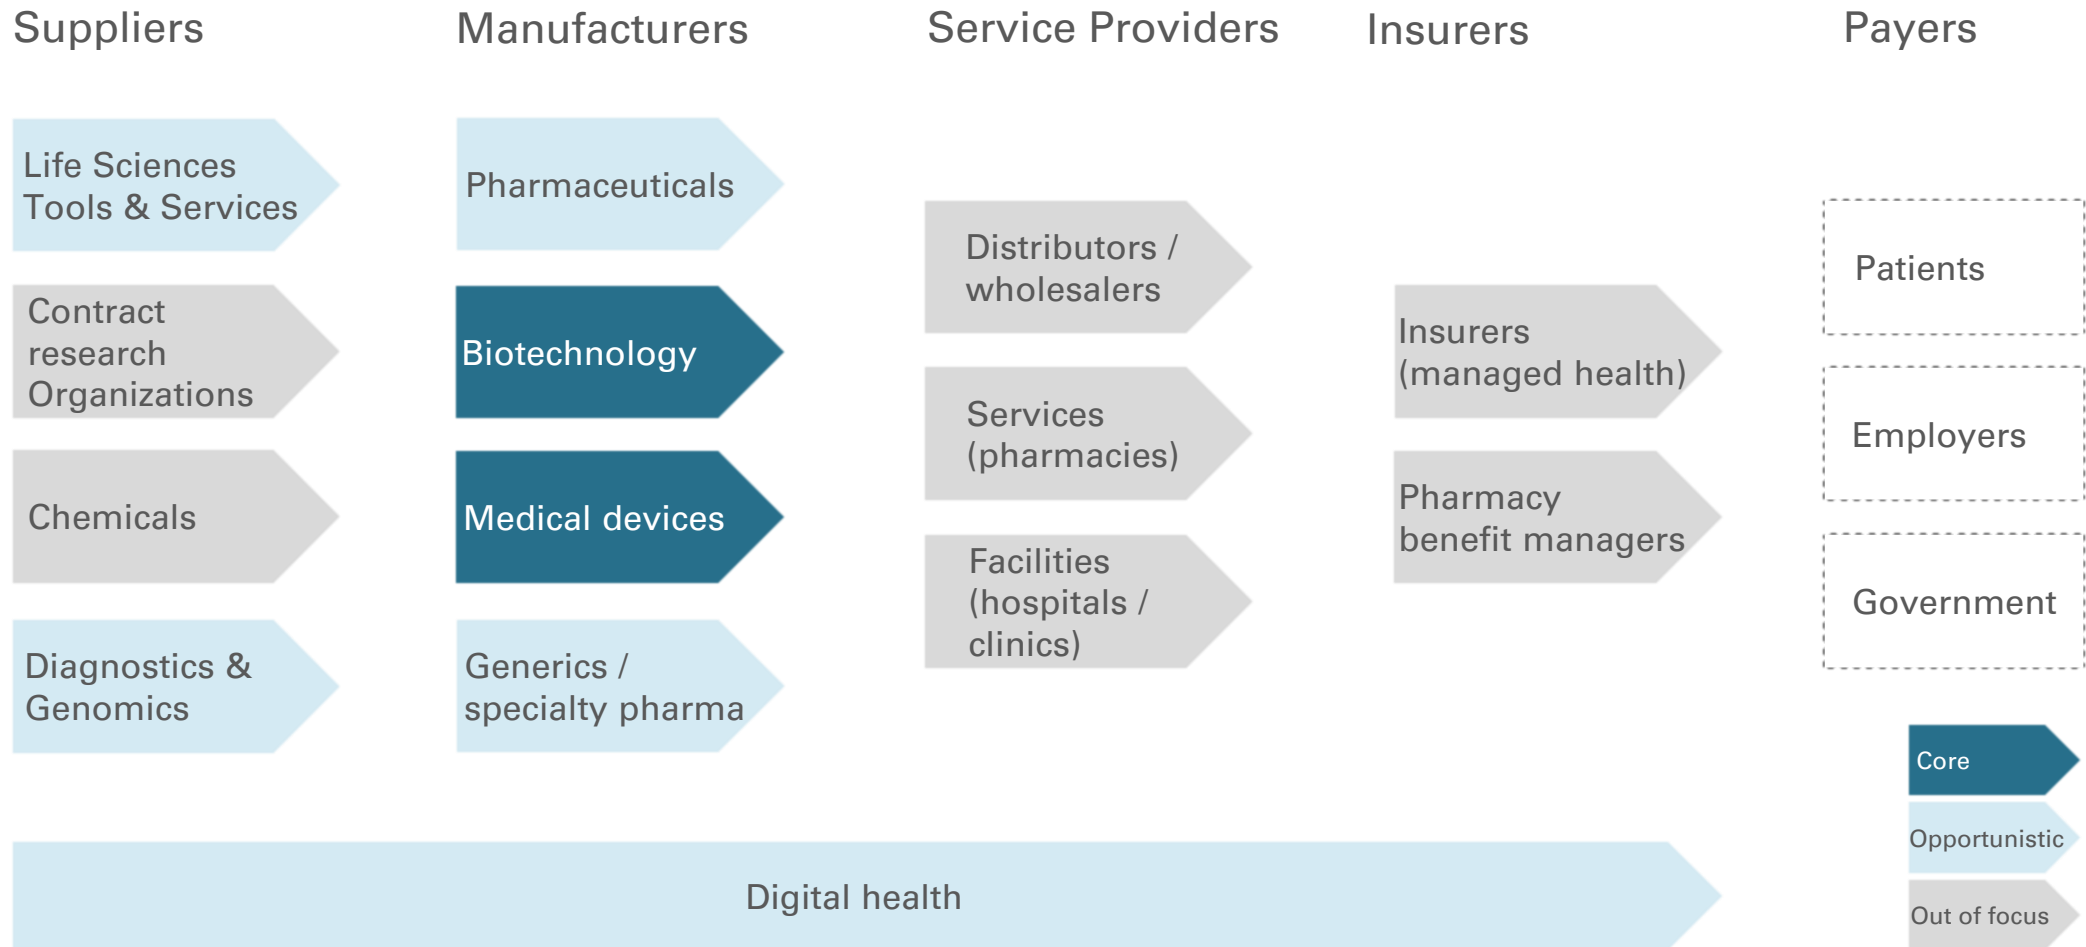 Suppliers
Manufacturers
Service Providers
Insurers
Payers
Life Sciences
Tools & Services
Contract
research
Organizations
Chemicals
Diagnostics &
Genomics
Pharmaceuticals
Biotechnology
Medical devices
Generics /
specialty pharma
Distributors /
wholesalers
Services
(pharmacies)
Facilities
(hospitals /
clinics)
Insurers
(managed health)
Pharmacy
benefit managers
Patients
Employers
Government
Digital health
Core
Opportunistic
Out of focus